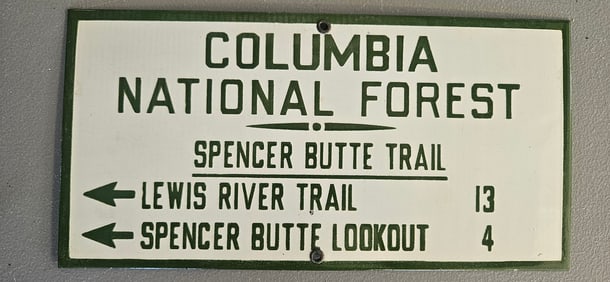 COLUMBIA
NATIONAL FOREST
SPENCER BUTTE TRAIL
LEWIS RIVER TRAIL 13
SPENCER BUTTE LOOKOUT 4